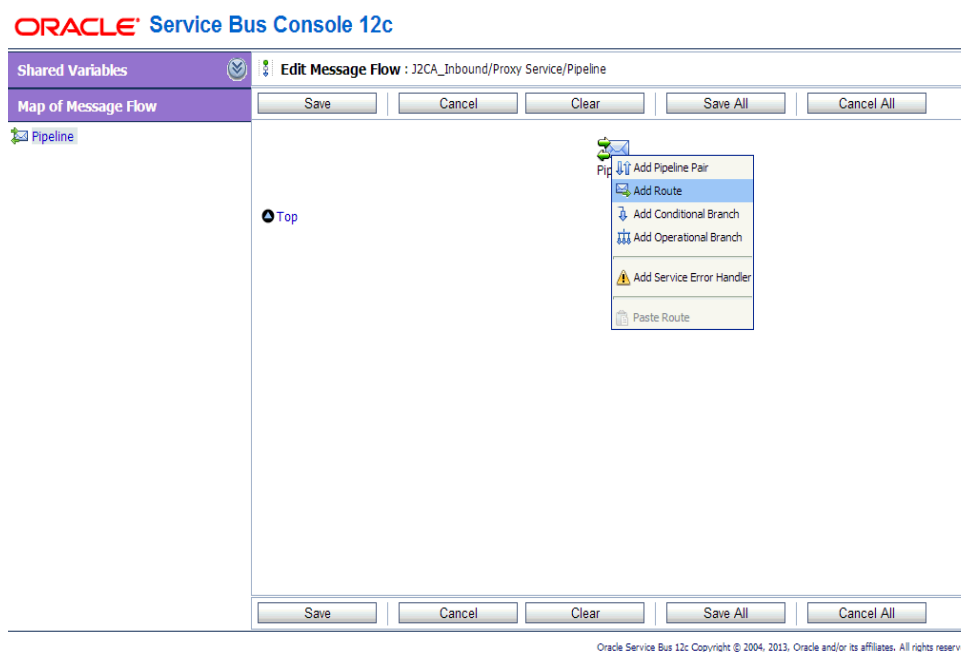 ORACLE Service Bus Console 12c
Shared Variables
Edit Message Flow : J2CA_Inbound/Proxy Service/Pipeline
Map of Message Flow
Save Cancel Clear Save All Cancel All
Pipeline
Pip
Add Pipeline Pair
Add Route
Top
Add Conditional Branch
Add Operational Branch
Add Service Error Handler
Paste Route
Save Cancel Clear Save All Cancel All
Oracle Service Bus 12c Copyright © 2004, 2013, Oracle and/or its affiliates. All rights reserv